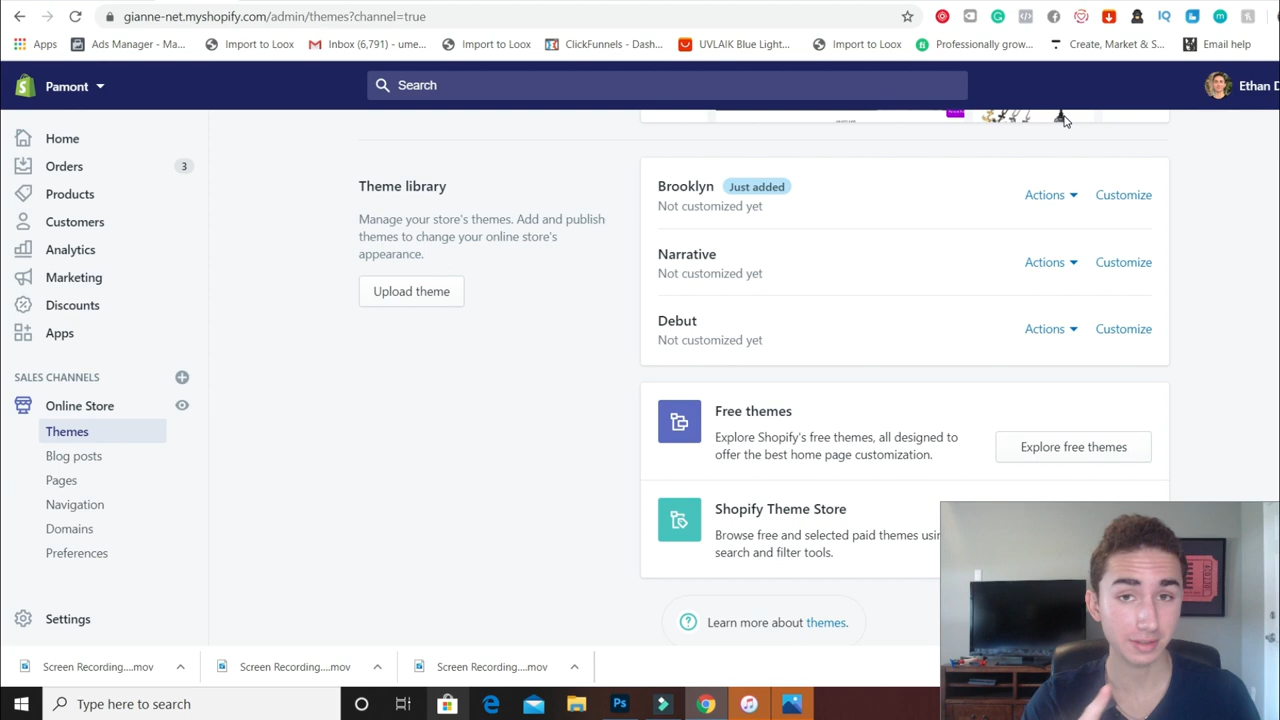 gianne-net.myshopify.com/admin/themes?channel=true
Apps
Ads Manager - Ma...
Import to Loox
Inbox (6,791) - ume...
Import to Loox
ClickFunnels - Dash...
UVLAIK Blue Light...
Import to Loox
Professionally grow...
Create, Market & S...
Email help
Pamont
Search
Ethan D
Home
Orders
3
Products
Customers
Analytics
Marketing
Discounts
Apps
SALES CHANNELS
Online Store
Themes
Blog posts
Pages
Navigation
Domains
Preferences
Settings
Theme library
Manage your store's themes. Add and publish
themes to change your online store's
appearance.
Upload theme
Brooklyn
Just added
Not customized yet
Actions
Customize
Narrative
Not customized yet
Actions
Customize
Debut
Not customized yet
Actions
Customize
Free themes
Explore Shopify's free themes, all designed to
offer the best home page customization.
Explore free themes
Shopify Theme Store
Browse free and selected paid themes
search and filter tools.
Learn more about themes.
Screen Recording....mov
Screen Recording....mov
Screen Recording....mov
Type here to search